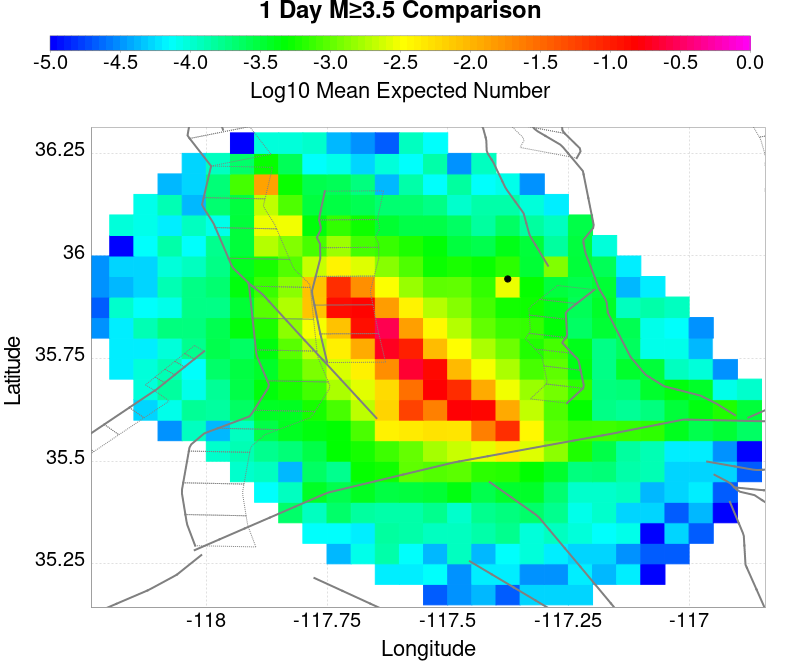 1 Day M≥3.5 Comparison
-5.0 -4.5 -4.0 -3.5 -3.0 -2.5 -2.0 -1.5 -1.0 -0.5 0.0
Log10 Mean Expected Number
36.25
36
35.75
35.5
35.25
Latitude
-118 -117.75 -117.5 -117.25 -117
Longitude